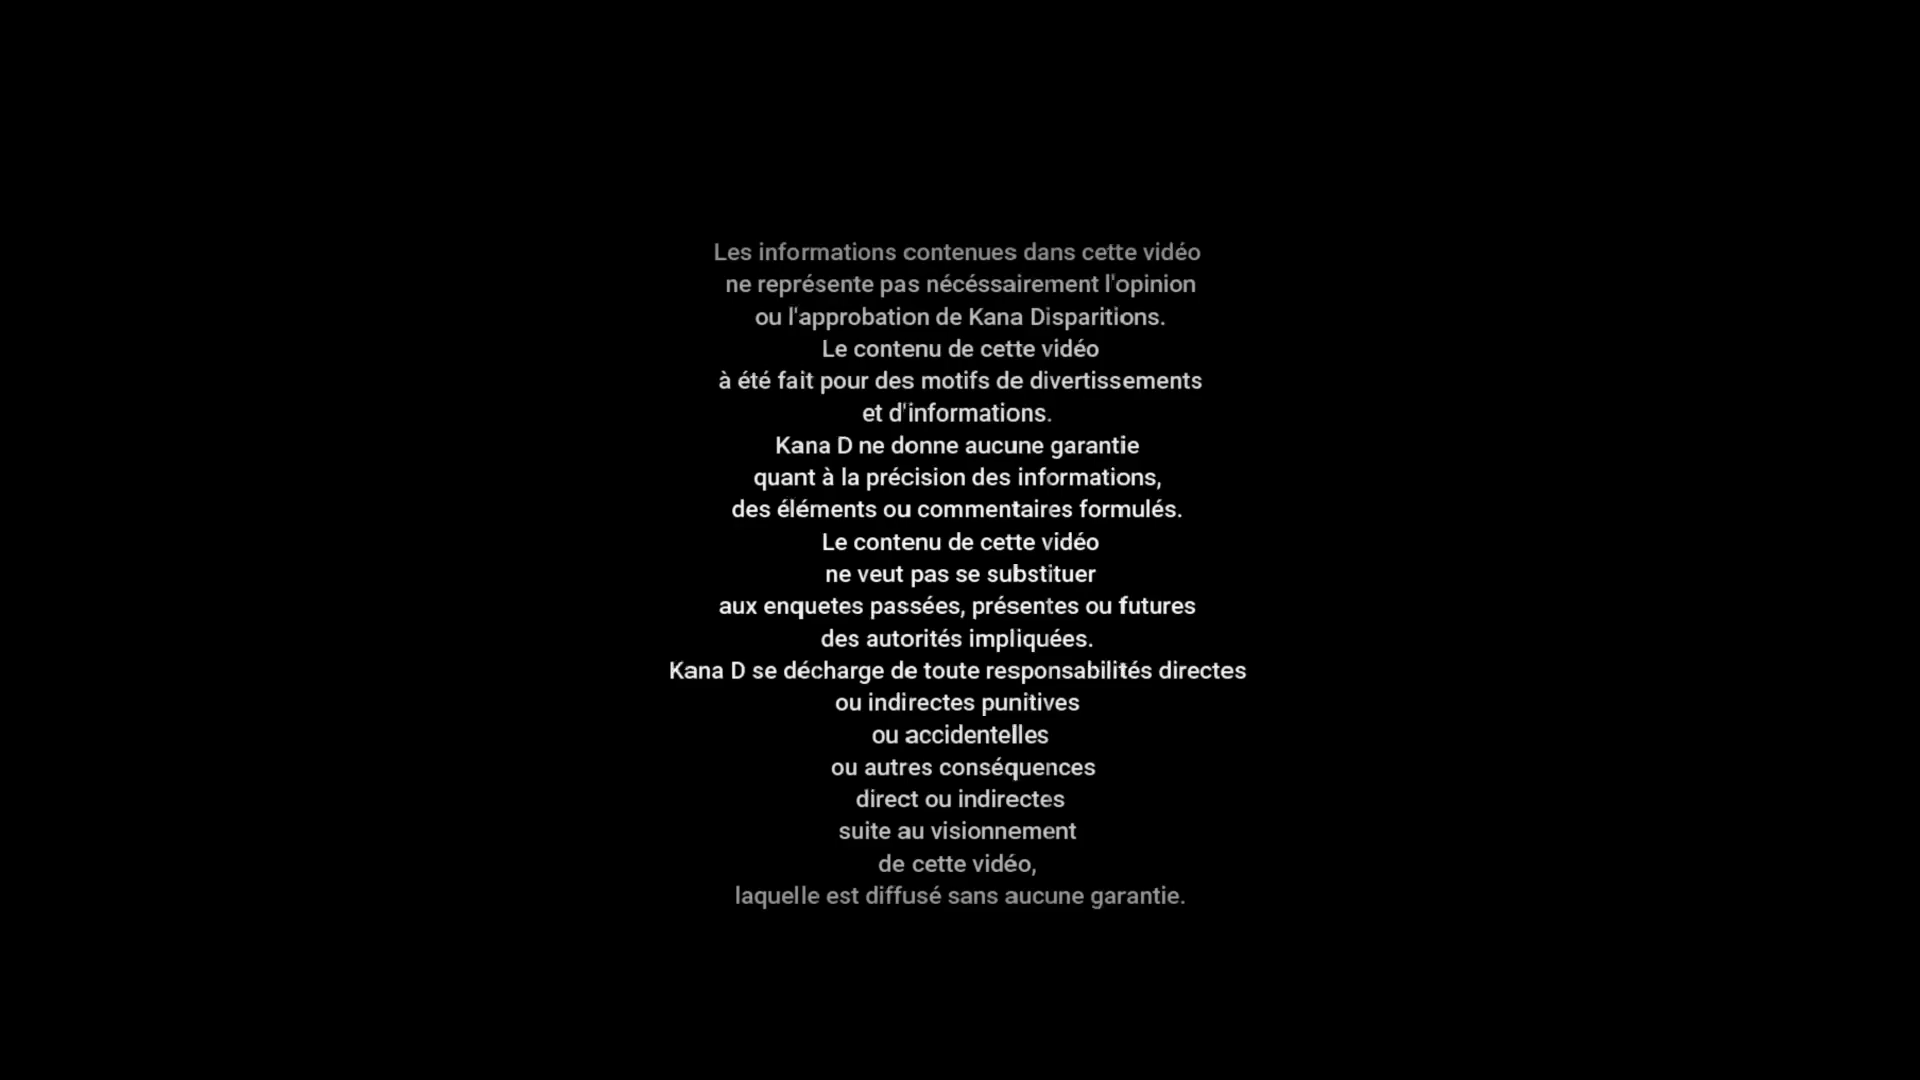 Les informations contenues dans cette vidéo
ne représente pas nécéssairement l'opinion
ou l'approbation de Kana Disparitions.
Le contenu de cette vidéo
à été fait pour des motifs de divertissements
et d'informations.
Kana D ne donne aucune garantie
quant à la précision des informations,
des éléments ou commentaires formulés.
Le contenu de cette vidéo
ne veut pas se substituer
aux enquetes passées, présentes ou futures
des autorités impliquées.
Kana D se décharge de toute responsabilités directes
ou indirectes punitives
ou accidentelles
ou autres conséquences
direct ou indirectes
suite au visionnement
de cette vidéo,
laquelle est diffusé sans aucune garantie.